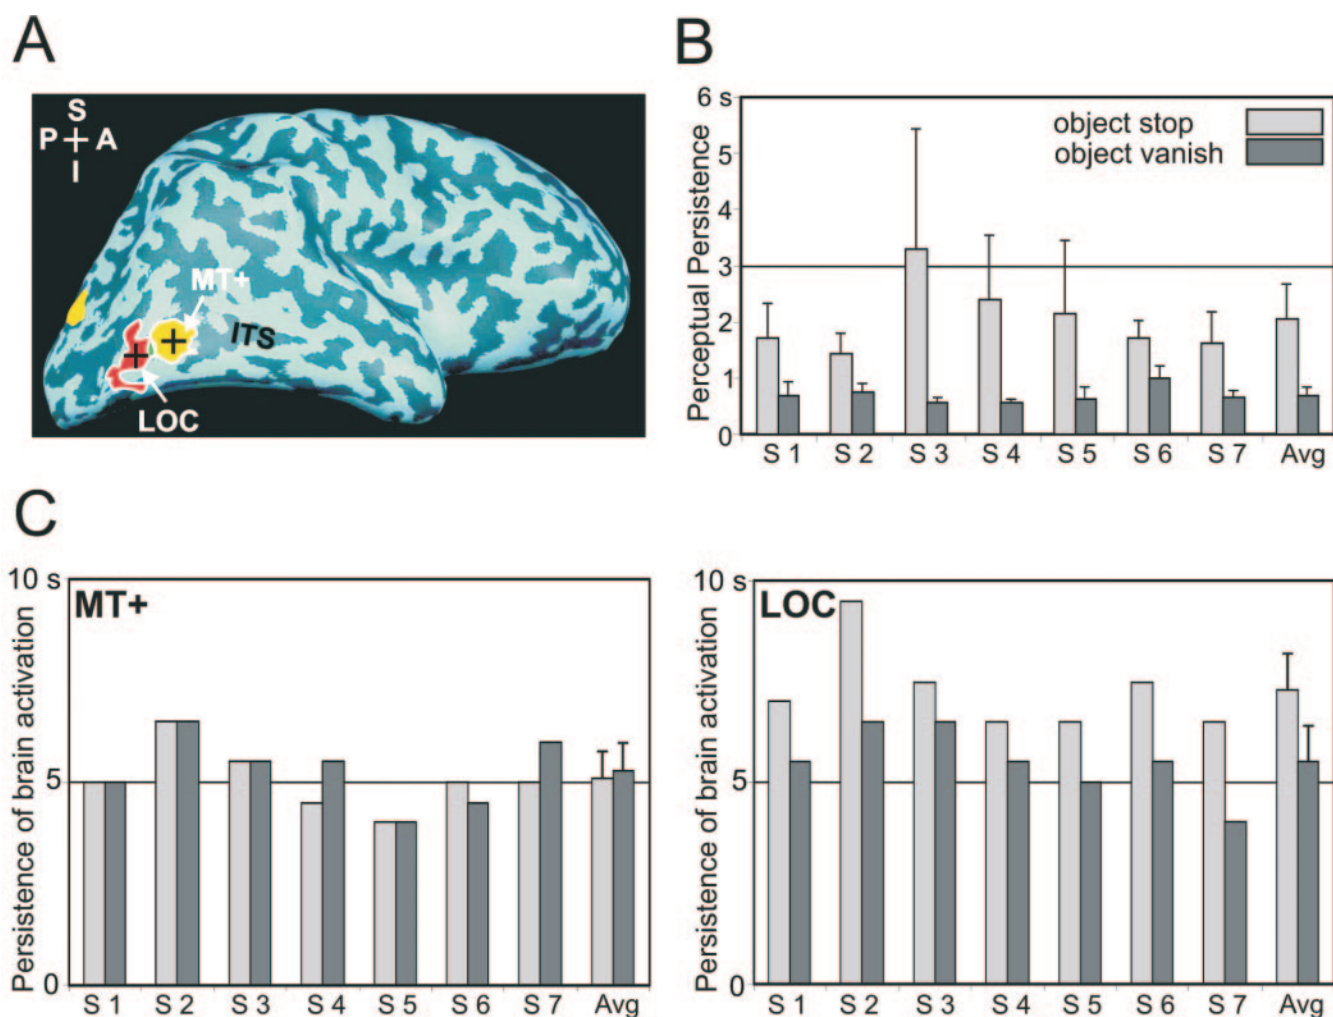 A
S
P A
I
MT+
ITS
LOC
B
Perceptual Persistence
6 s
5
4
3
2
1
0
object stop
object vanish
S 1 S 2 S 3 S 4 S 5 S 6 S 7 Avg
C
Persistence of brain activation
10 s
5
0
MT+
S 1 S 2 S 3 S 4 S 5 S 6 S 7 Avg
Persistence of brain activation
10 s
5
0
LOC
S 1 S 2 S 3 S 4 S 5 S 6 S 7 Avg